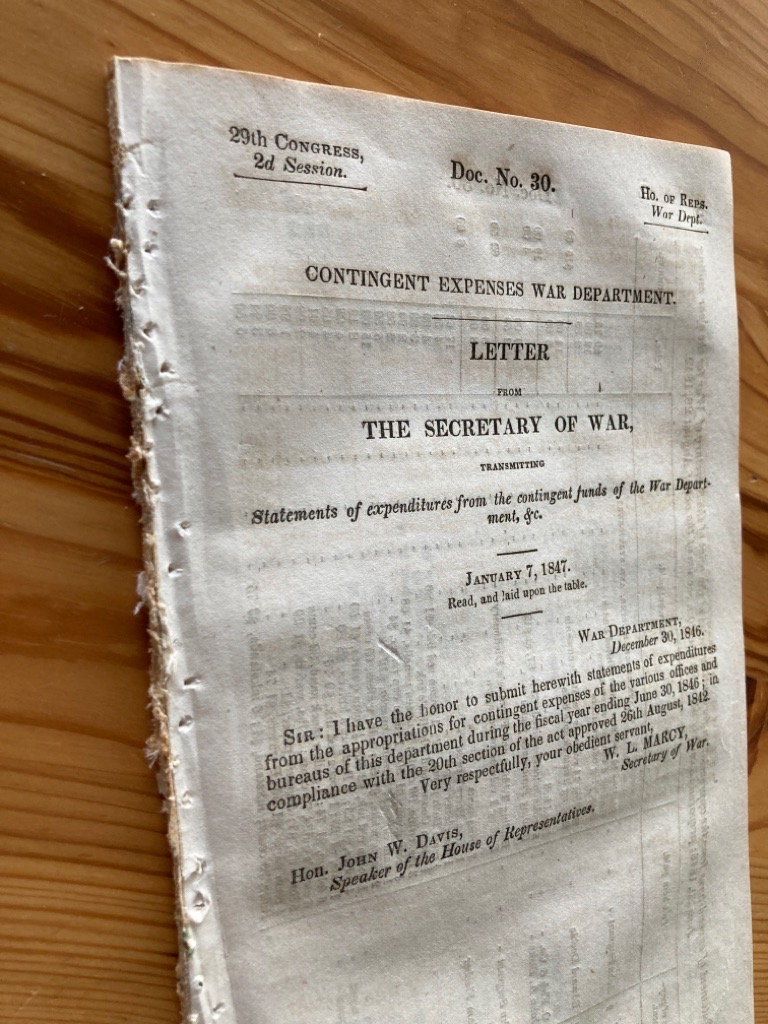 29th CONGRESS,
2d Session.
Doc. No. 30.
Ho. OF REPS.
War Dept.
CONTINGENT EXPENSES WAR DEPARTMENT.
LETTER
FROM
THE SECRETARY OF WAR,
TRANSMITTING
Statements of expenditures from the contingent funds of the War Depart-
ment, &c.
JANUARY 7, 1847.
Read, and laid upon the table.
WAR DEPARTMENT,
December 30, 1846.
SIR: I have the honor to submit herewith statements of expenditures
from the appropriations for contingent expenses of the various offices and
bureaus of this department during the fiscal year ending June 30, 1846; in
compliance with the 20th section of the act approved 26th August, 1842.
Very respectfully, your obedient servant,
W. L. MARCY,
Secretary of War.
Hon. JOHN W. DAVIS,
Speaker of the House of Representatives.